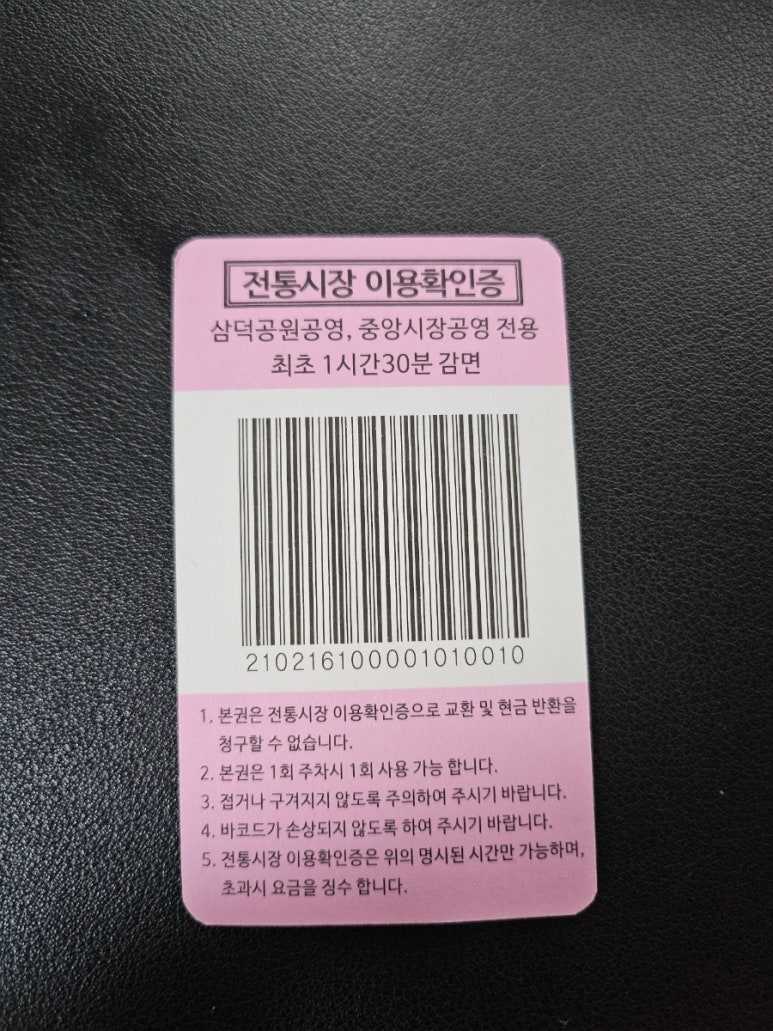 전통시장 이용확인증
삼덕공원공영, 중앙시장공영 전용
최초 1시간30분 감면
210216100001010010
1. 본권은 전통시장 이용확인증으로 교환 및 현금 반환을
청구할 수 없습니다.
2. 본권은 1회 주차시 1회 사용 가능 합니다.
3. 접거나 구겨지지 않도록 주의하여 주시기 바랍니다.
4. 바코드가 손상되지 않도록 하여 주시기 바랍니다.
5. 전통시장 이용확인증은 위의 명시된 시간만 가능하며,
초과시 요금을 징수 합니다.